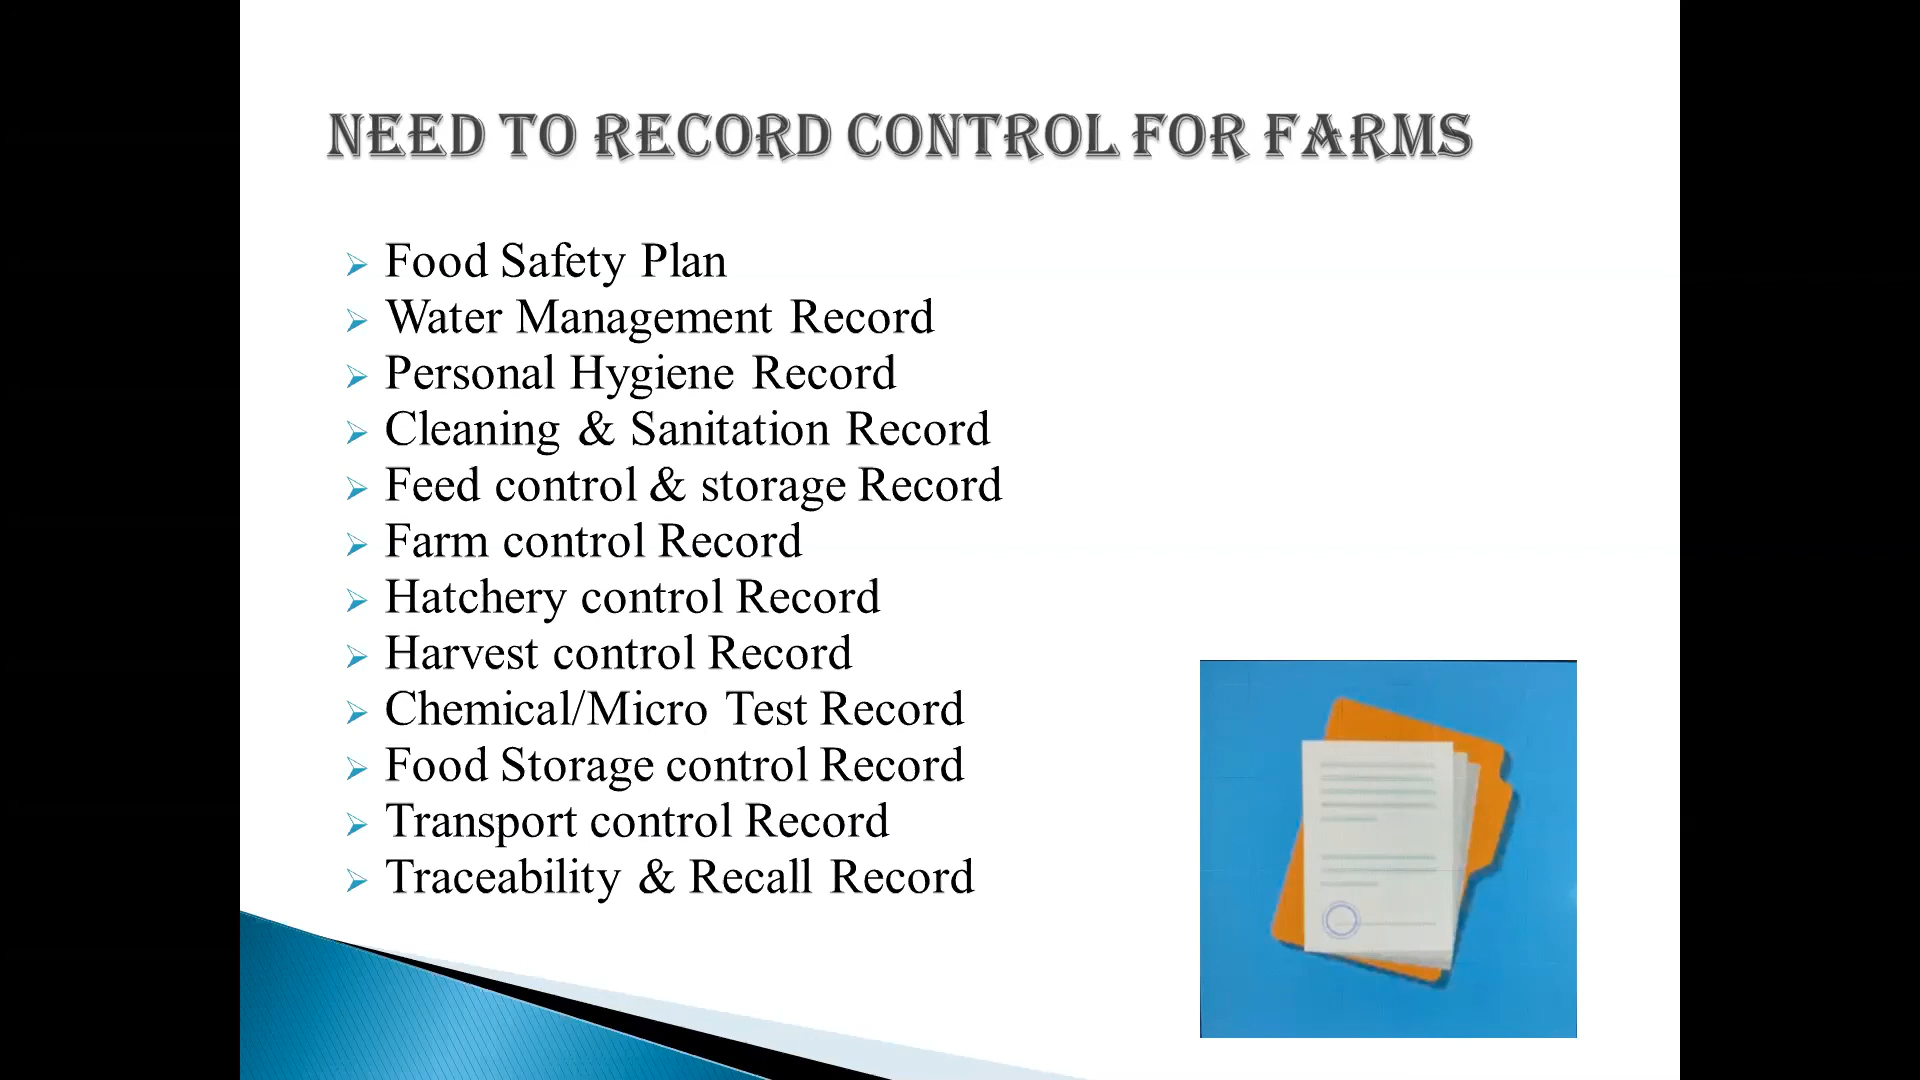 NEED TO RECORD CONTROL FOR FARMS
Food Safety Plan
Water Management Record
Personal Hygiene Record
Cleaning & Sanitation Record
Feed control & storage Record
Farm control Record
Hatchery control Record
Harvest control Record
Chemical/Micro Test Record
Food Storage control Record
Transport control Record
Traceability & Recall Record